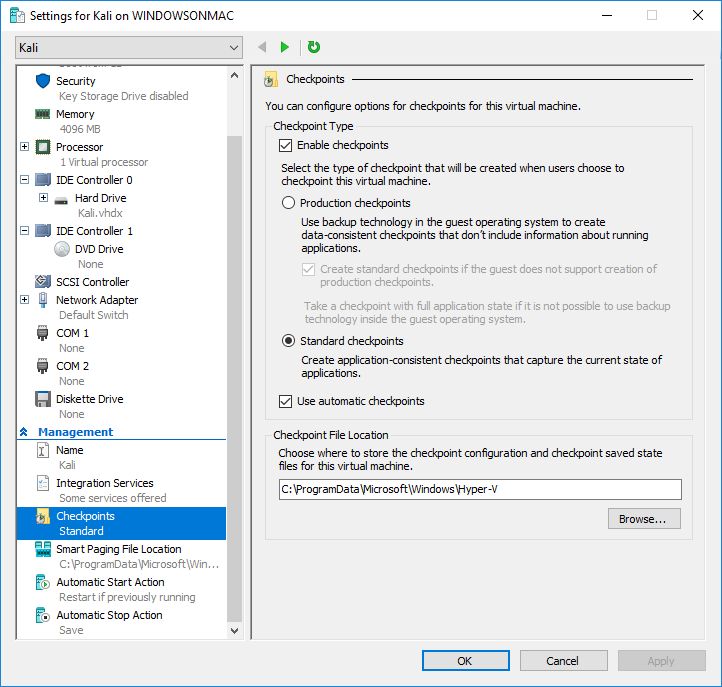 Settings for Kali on WINDOWSONMAC
Kali
Security
Key Storage Drive disabled
Memory
4096 MB
Processor
1 Virtual processor
IDE Controller 0
Hard Drive
Kali.vhdx
IDE Controller 1
DVD Drive
None
SCSI Controller
Network Adapter
Default Switch
COM 1
None
COM 2
None
Diskette Drive
None
Management
Name
Kali
Integration Services
Some services offered
Checkpoints
Standard
Smart Paging File Location
C:\ProgramData\Microsoft\Win...
Automatic Start Action
Restart if previously running
Automatic Stop Action
Save
Checkpoints
You can configure options for checkpoints for this virtual machine.
Checkpoint Type
Enable checkpoints
Select the type of checkpoint that will be created when users choose to
checkpoint this virtual machine.
Production checkpoints
Use backup technology in the guest operating system to create
data-consistent checkpoints that don't include information about running
applications.
Create standard checkpoints if the guest does not support creation of
production checkpoints.
Take a checkpoint with full application state if it is not possible to use backup
technology inside the guest operating system.
Standard checkpoints
Create application-consistent checkpoints that capture the current state of
applications.
Use automatic checkpoints
Checkpoint File Location
Choose where to store the checkpoint configuration and checkpoint saved state
files for this virtual machine.
C:\ProgramData\Microsoft\Windows\Hyper-V
Browse...
OK
Cancel
Apply